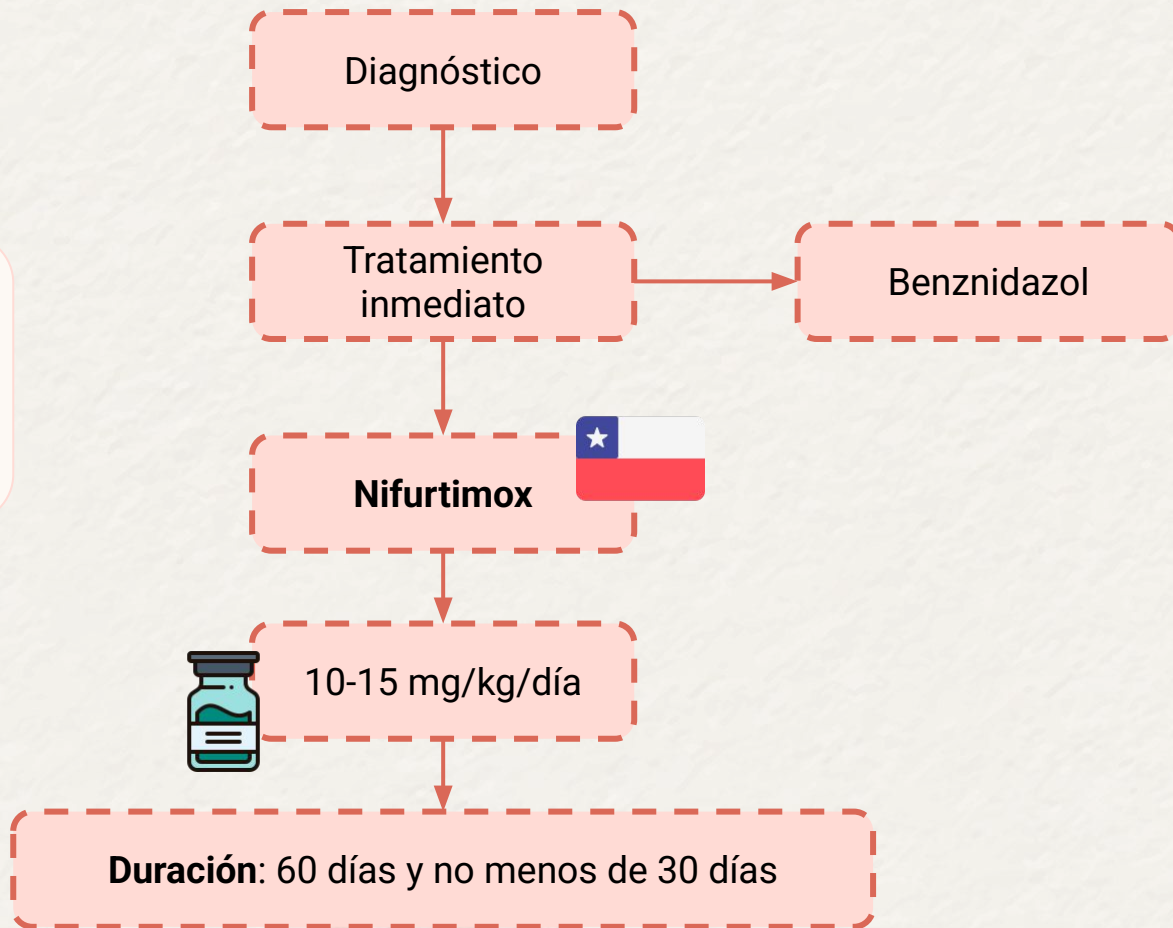 Diagnóstico
Tratamiento
inmediato
Benznidazol
Nifurtimox
10-15 mg/kg/día
Duración: 60 días y no menos de 30 días